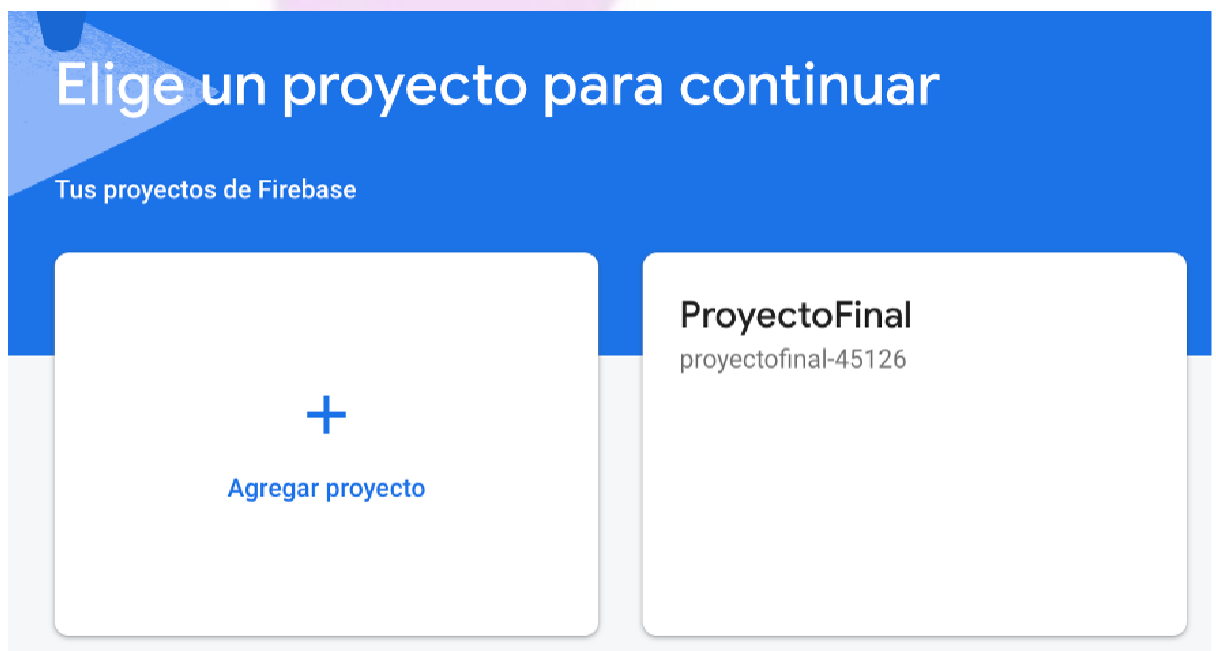 Elige un proyecto para continuar
Tus proyectos de Firebase
Agregar proyecto
ProyectoFinal
proyectofinal-45126